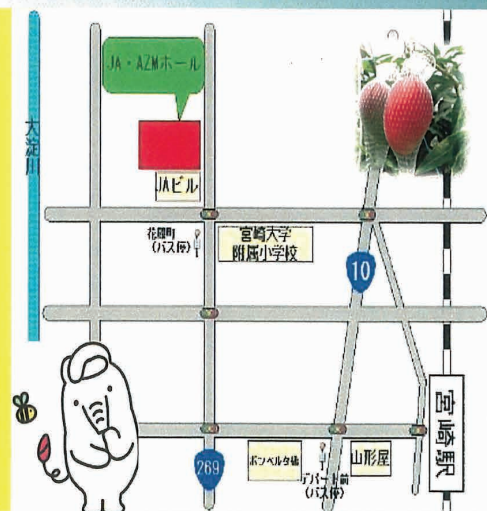 JA・AZMホール
大淀川
JAビル
花殿町
(バス停)
宮崎大学
附属小学校
10
宮崎駅
269
ボンベルタ橘
デパート前
(バス停)
山形屋